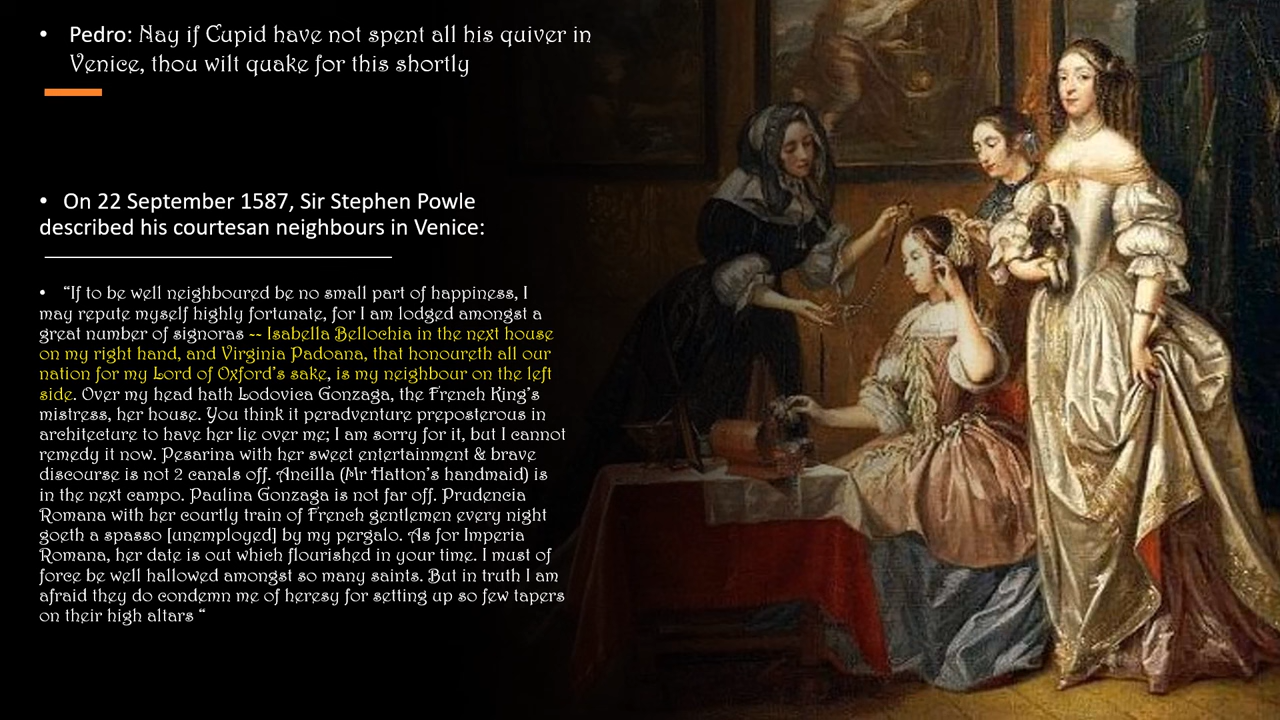 • Pedro: Nay if Cupid have not spent all his quiver in
Venice, thou wilt quake for this shortly
• On 22 September 1587, Sir Stephen Powle
described his courtesan neighbours in Venice:
• “If to be well neighboured be no small part of happiness, I
may repute myself highly fortunate, for I am lodged amongst a
great number of signoras -- Isabella Bellochia in the next house
on my right hand, and Virginia Padoana, that honoureth all our
nation for my Lord of Oxford's sake, is my neighbour on the left
side. Over my head hath Lodovica Gonzaga, the French King's
mistress, her house. You think it peradventure preposterous in
architecture to have her lie over me; I am sorry for it, but I cannot
remedy it now. Pesarina with her sweet entertainment & brave
discourse is not 2 canals off. Ancilla (Mr Hatton's handmaid) is
in the next campo. Paulina Gonzaga is not far off. Prudencia
Romana with her courtly train of French gentlemen every night
goeth a spasso [unemployed] by my pergalo. As for Imperia
Romana, her date is out which flourished in your time. I must of
force be well hallowed amongst so many saints. But in truth I am
afraid they do condemn me of heresy for setting up so few tapers
on their high altars “